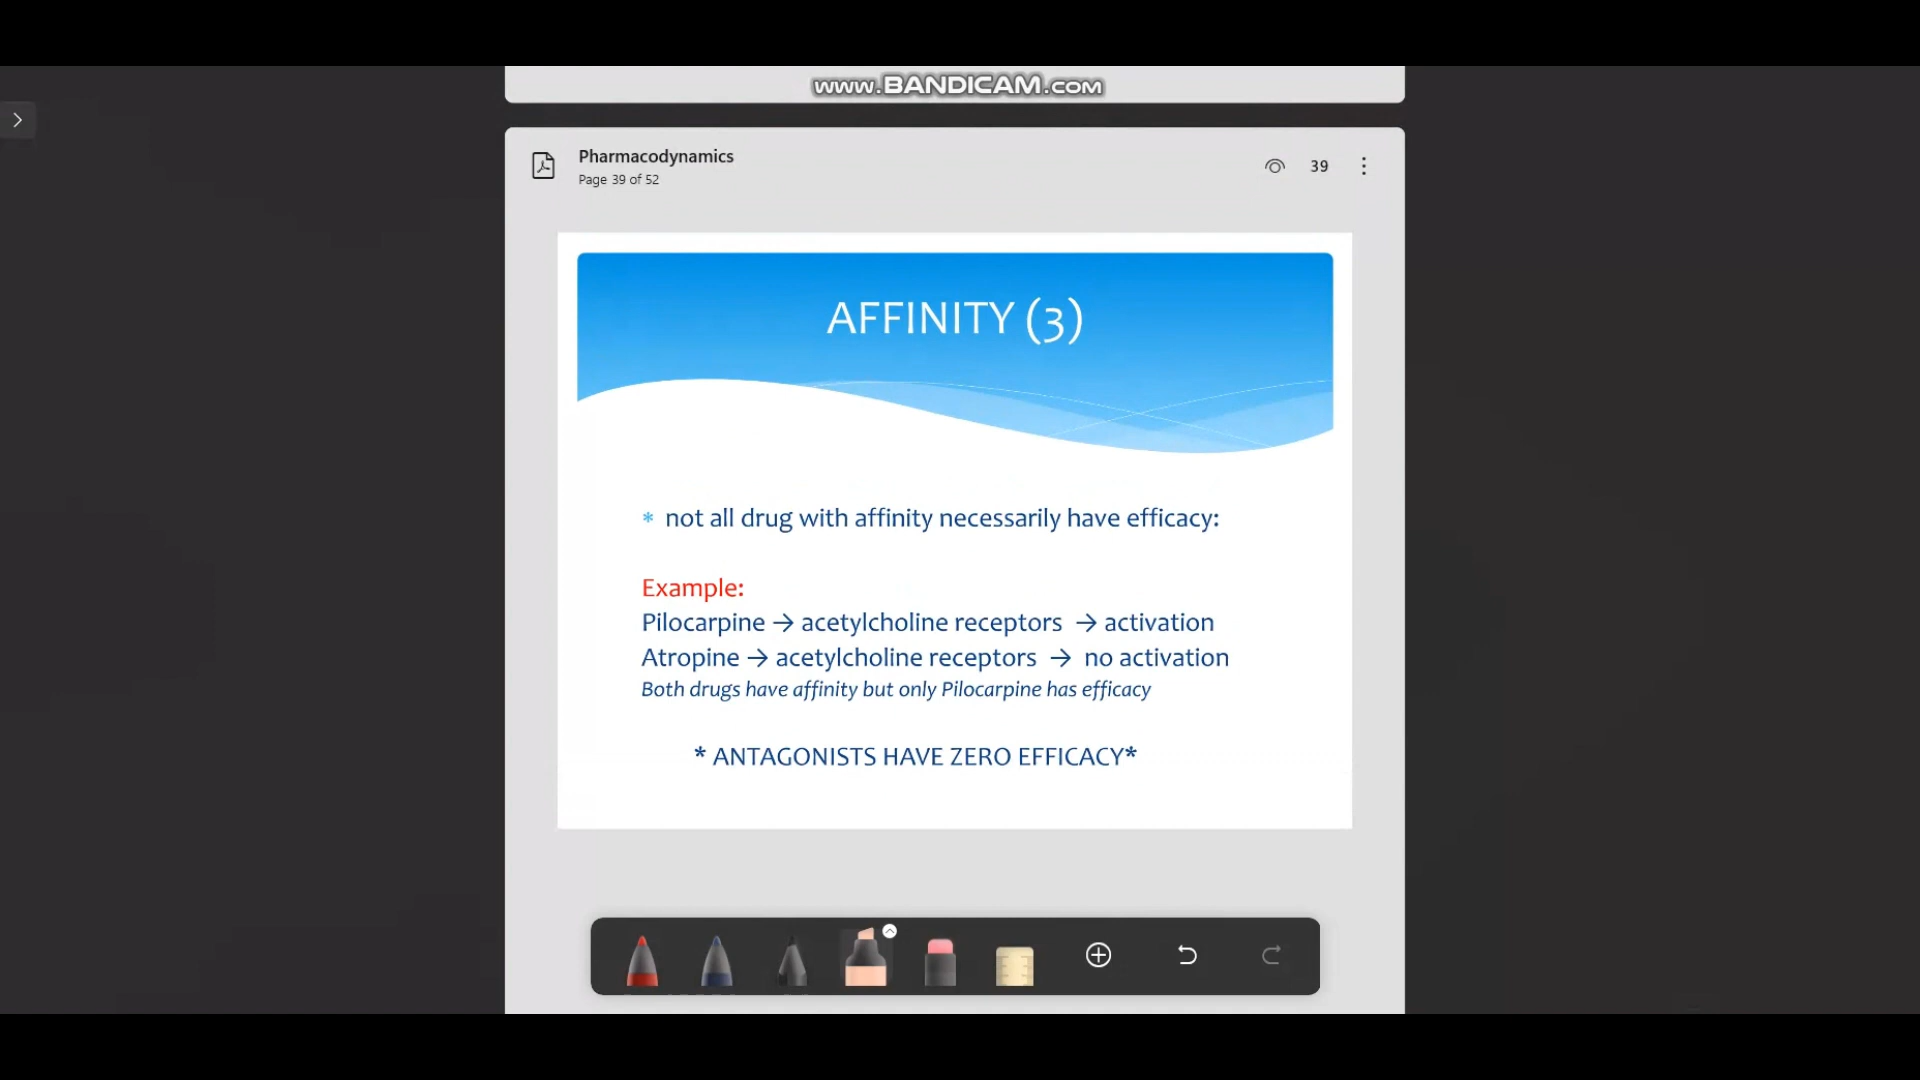 www.BANDICAM.com
Pharmacodynamics
Page 39 of 52
39
AFFINITY (3)
* not all drug with affinity necessarily have efficacy:
Example:
Pilocarpine → acetylcholine receptors → activation
Atropine → acetylcholine receptors → no activation
Both drugs have affinity but only Pilocarpine has efficacy
* ANTAGONISTS HAVE ZERO EFFICACY*